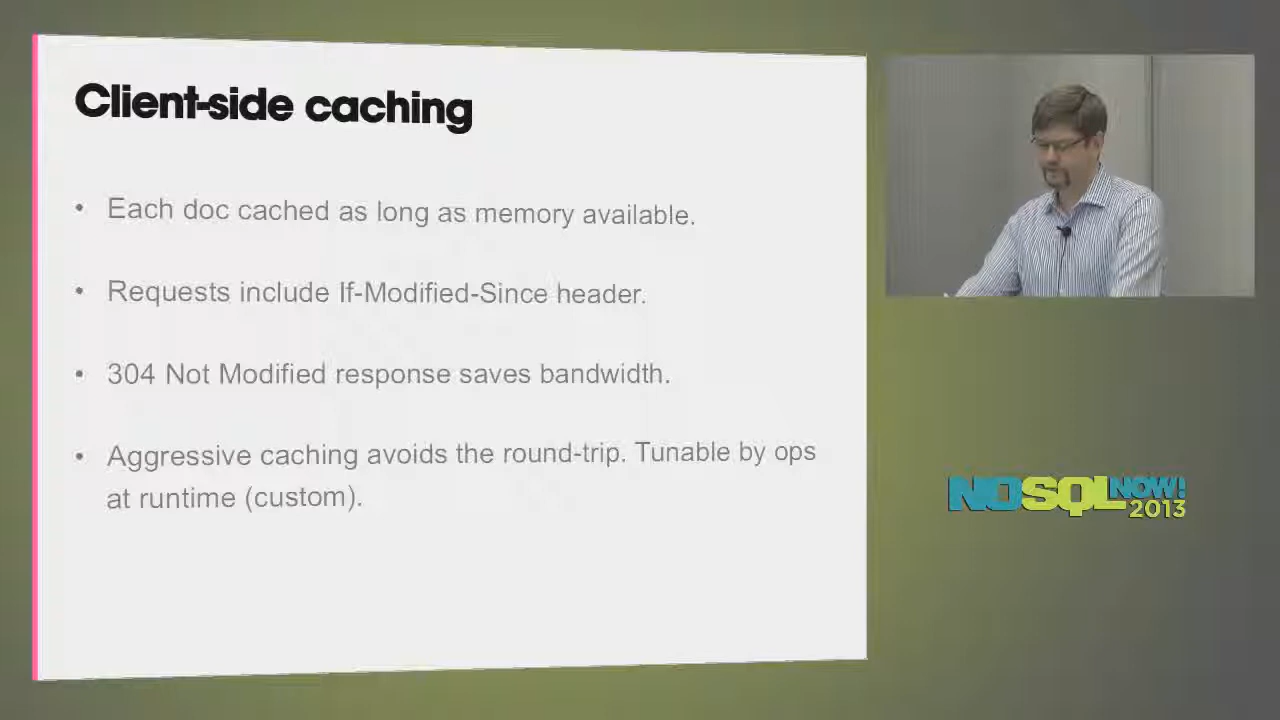 Client-side caching
• Each doc cached as long as memory available.
• Requests include If-Modified-Since header.
• 304 Not Modified response saves bandwidth.
• Aggressive caching avoids the round-trip. Tunable by ops
at runtime (custom).
NOSQL NOW!
2013